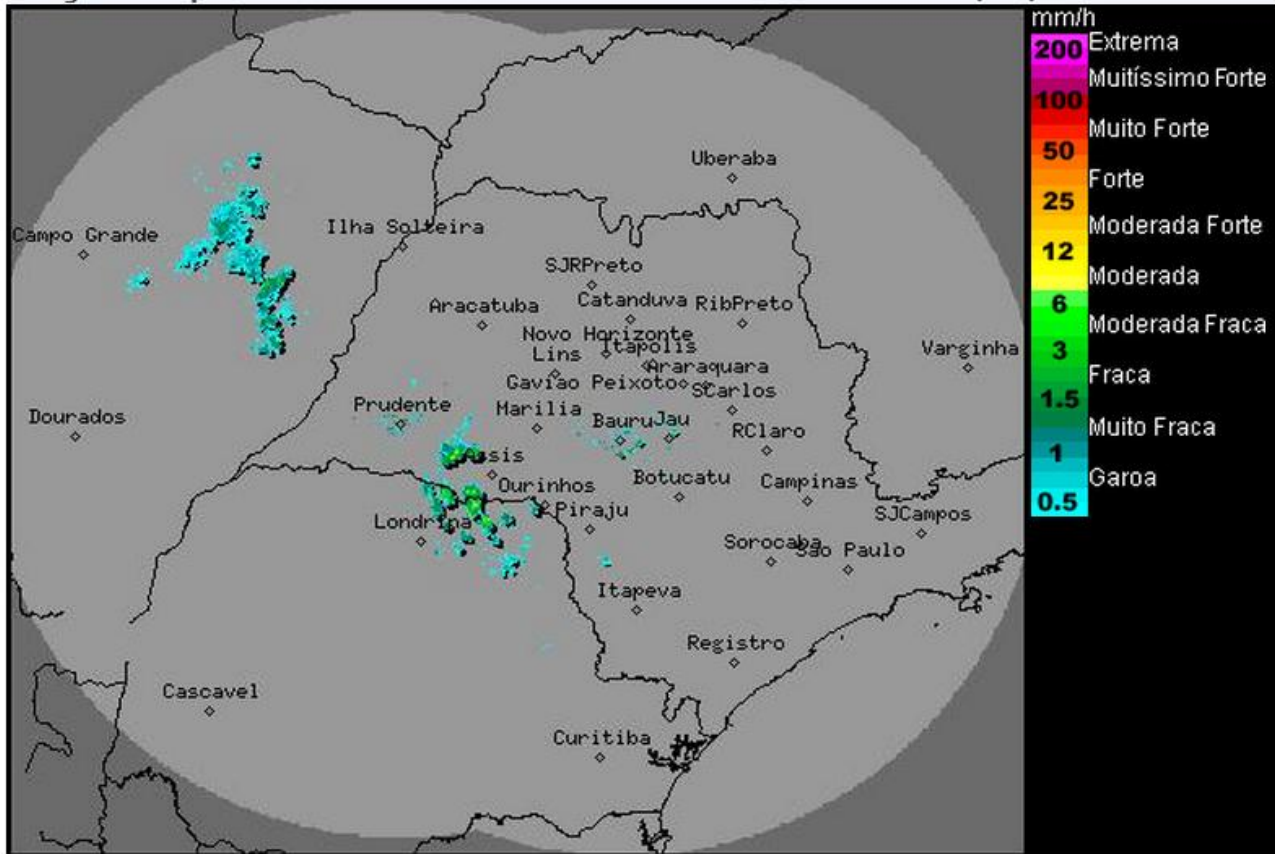 mm/h
200 Extrema
Muitíssimo Forte
100
Muito Forte
50
Forte
25
Moderada Forte
12
Moderada
6
Moderada Fraca
3
Fraca
1.5
Muito Fraca
1
Garoa
0.5
Uberaba
Campo Grande
Ilha Solteira
SJRPreto
Catanduva
RibPreto
Aracatuba
Novo Horizonte
Itapolis
Varginha
Lins
Araraquara
Gaviao Peixoto
SCarlos
Prudente
Marilia
Dourados
Bauru
Jau
RClaro
ssis
Ourinhos
Botucatu
Campinas
Piraju
Londrina
SJCampos
Sorocaba
Sao Paulo
Itapeva
Registro
Cascavel
Curitiba